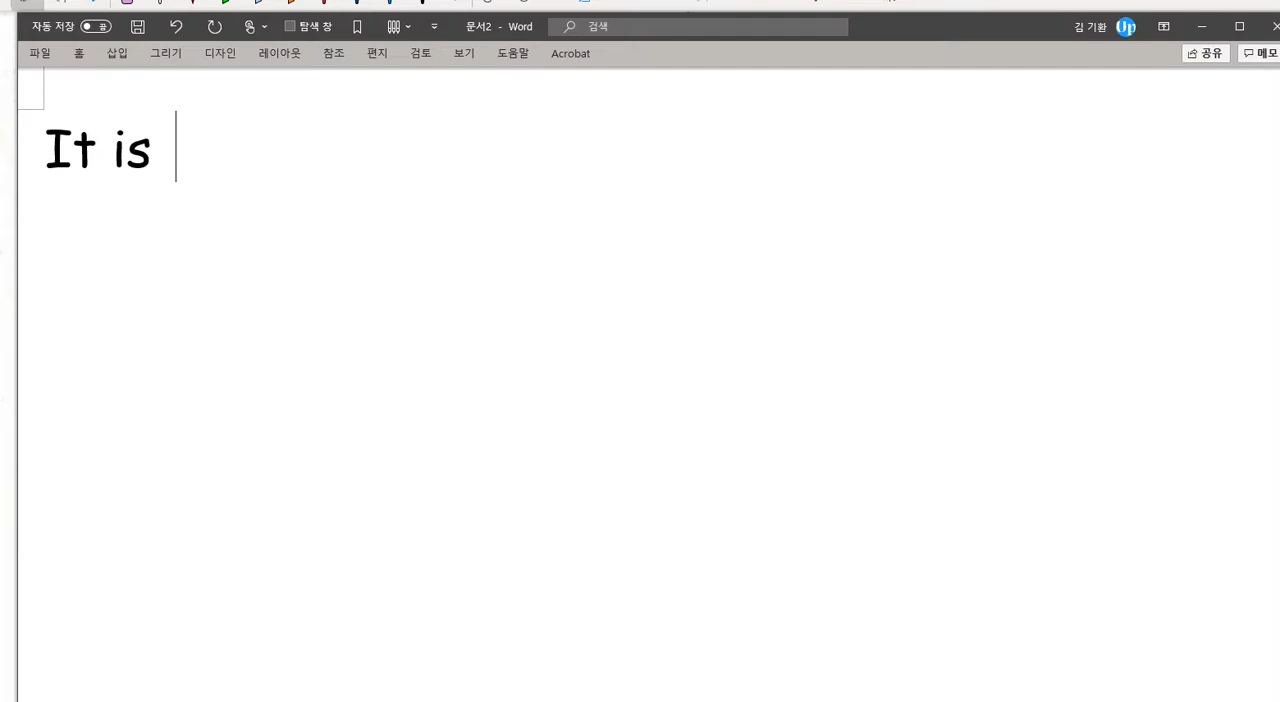 자동 저장 끔 탐색 창 문서2 - Word 검색 김 기환 Up
파일 홈 삽입 그리기 디자인 레이아웃 참조 편지 검토 보기 도움말 Acrobat 공유 메모
It is